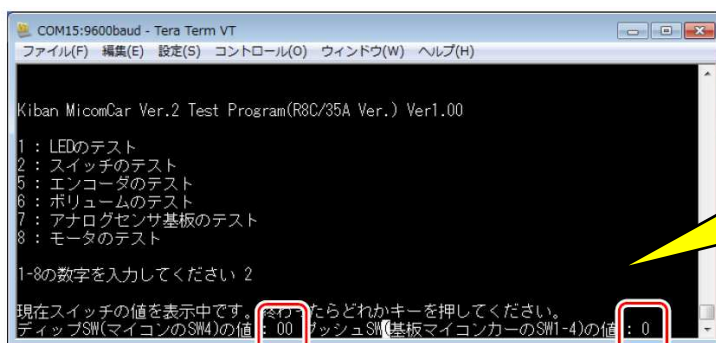 COM15:9600baud - Tera Term VT
ファイル(F) 編集(E) 設定(S) コントロール(O) ウィンドウ(W) ヘルプ(H)
Kiban MicomCar Ver.2 Test Program(R8C/35A Ver.) Ver1.00
1 : LEDのテスト
2 : スイッチのテスト
5 : エンコーダのテスト
6 : ボリュームのテスト
7 : アナログセンサ基板のテスト
8 : モータのテスト
1-8の数字を入力してください 2
現在スイッチの値を表示中です。終わったらどれかキーを押してください。
ディップSW(マイコンのSW4)の値 : 00 プッシュSW(基板マイコンカーのSW1-4)の値 : 0